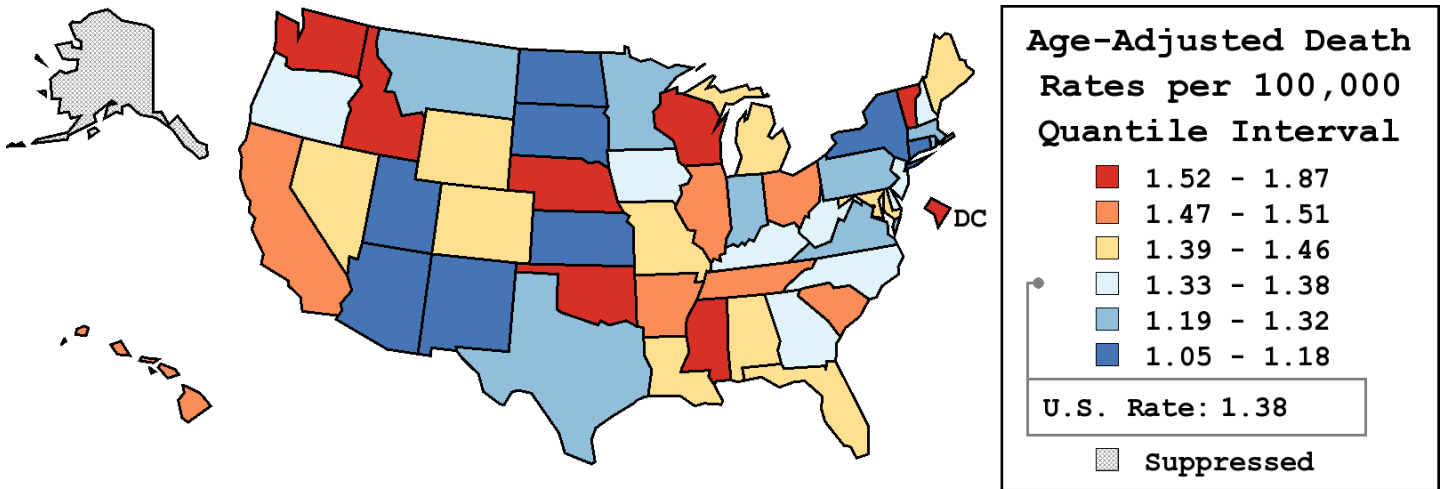 DC
Age-Adjusted Death
Rates per 100,000
Quantile Interval
1.52 - 1.87
1.47 - 1.51
1.39 - 1.46
1.33 - 1.38
1.19 - 1.32
1.05 - 1.18
U.S. Rate: 1.38
Suppressed